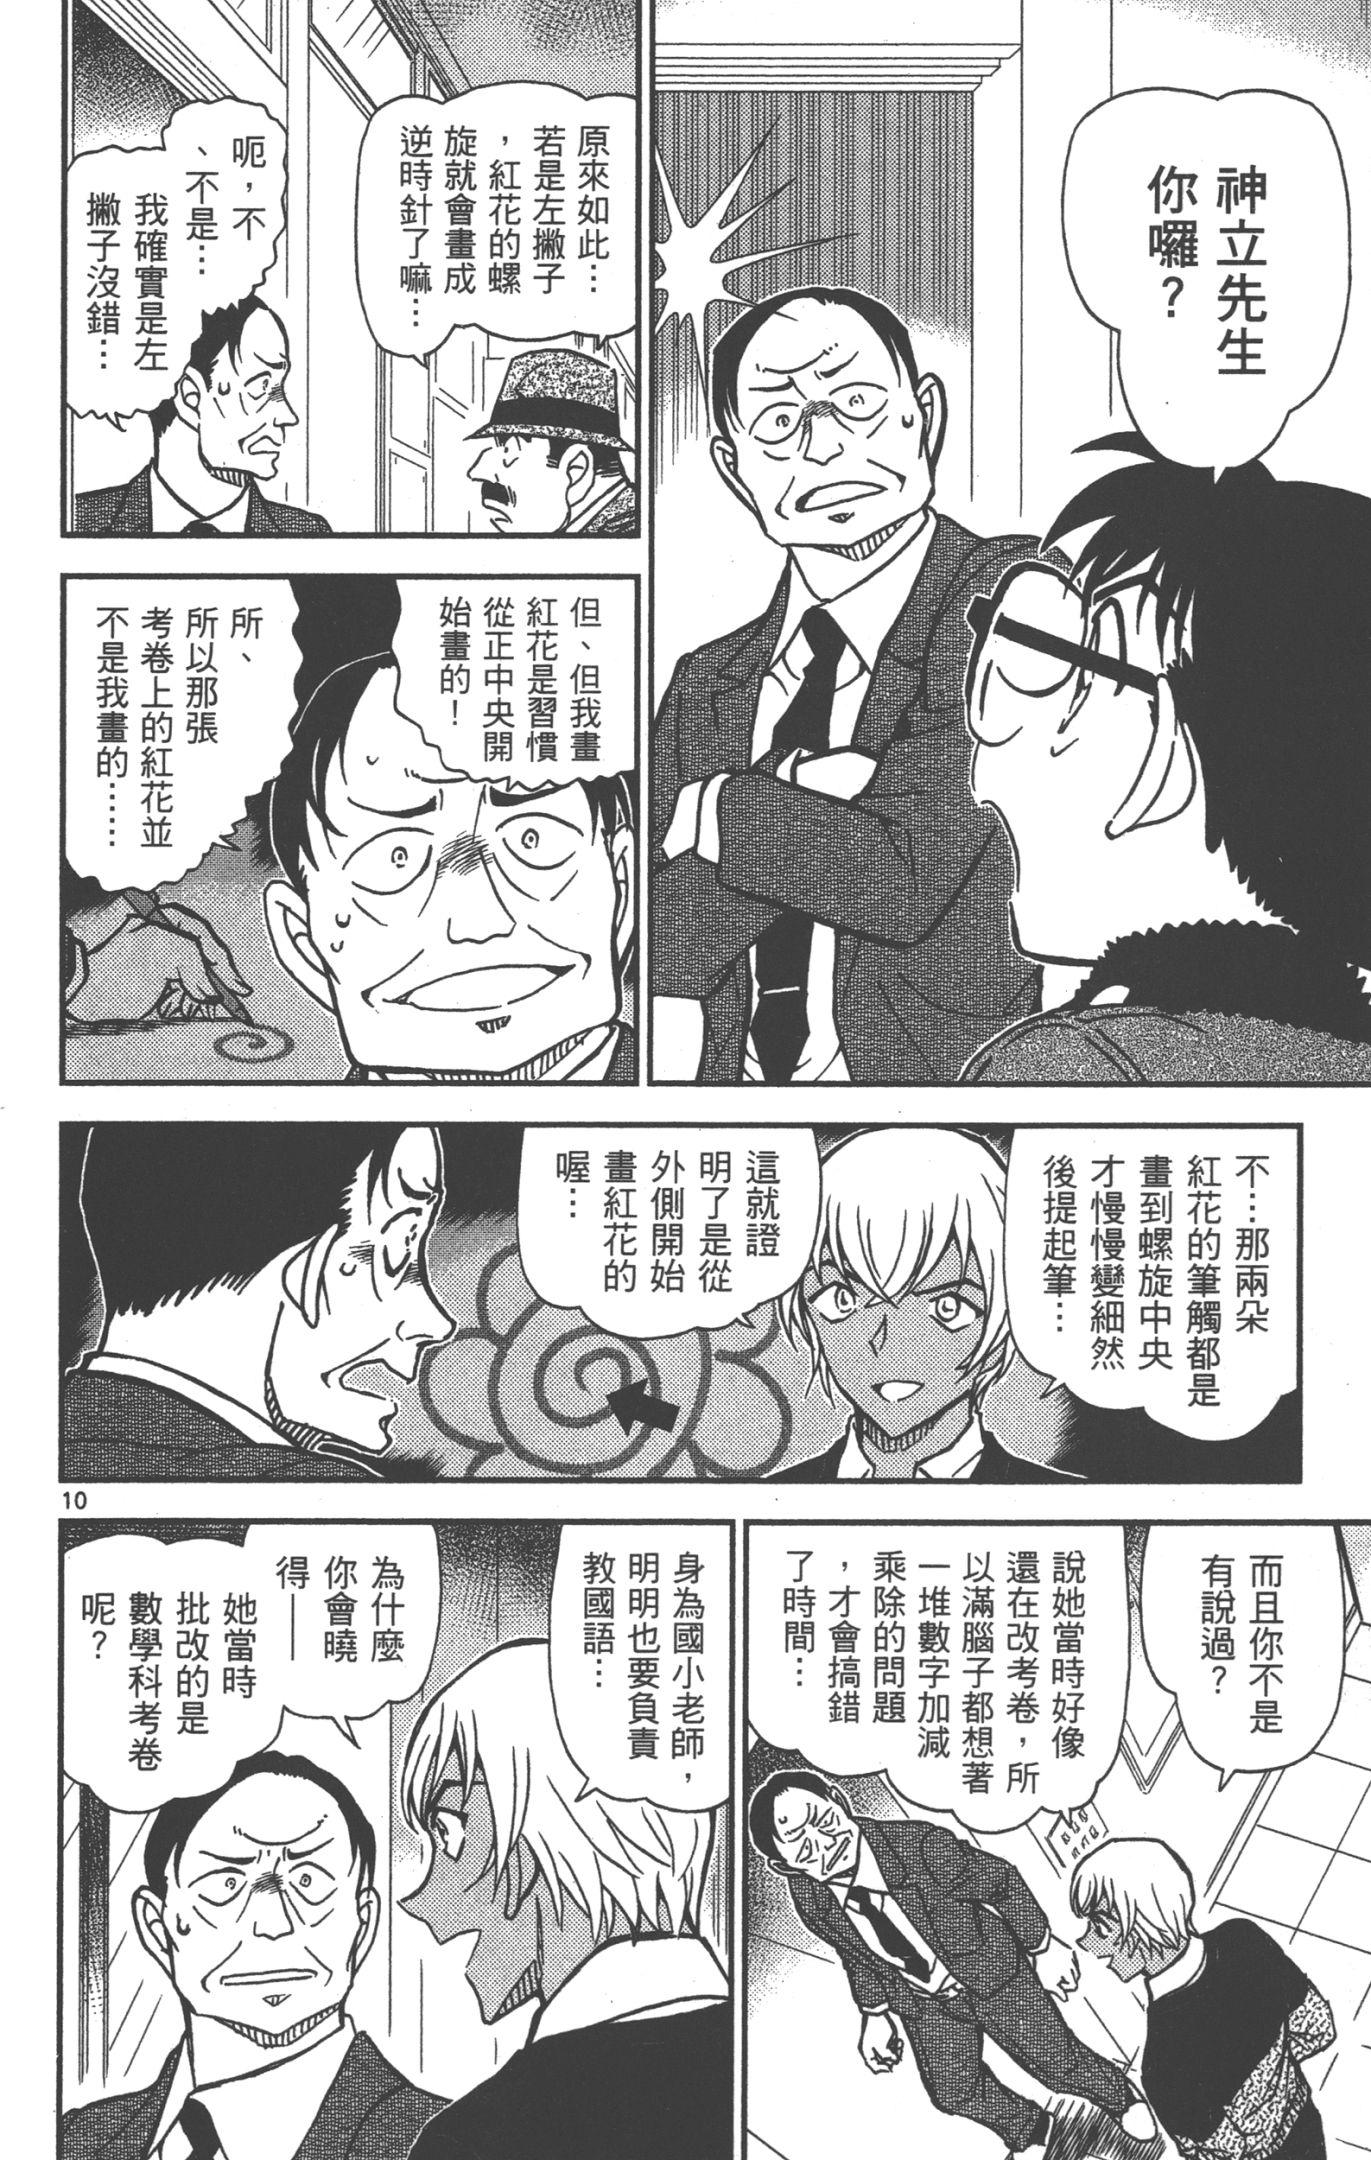 神立先生
你囉?
原來如此…
若是左撇子
，紅花的螺
旋就會畫成
逆時針了嘛…
呃，不
、不是…
我確實是左
撇子沒錯…
但、但我畫
紅花是習慣
從正中央開
始畫的！
所、
所以那張
考卷上的紅花並
不是我畫的……
不…那兩朵
紅花的筆觸都是
畫到螺旋中央
才慢慢變細然
後提起筆…
這就證
明了是從
外側開始
畫紅花的
喔…
10
而且你不是
有說過?
說她當時好像
還在改考卷，所
以滿腦子都想著
一堆數字加減
乘除的問題
，才會搞錯
了時間…
身為國小老師，
明明也要負責
教國語…
為什麼
你會曉
得——
她當時
批改的是
數學科考卷
呢?